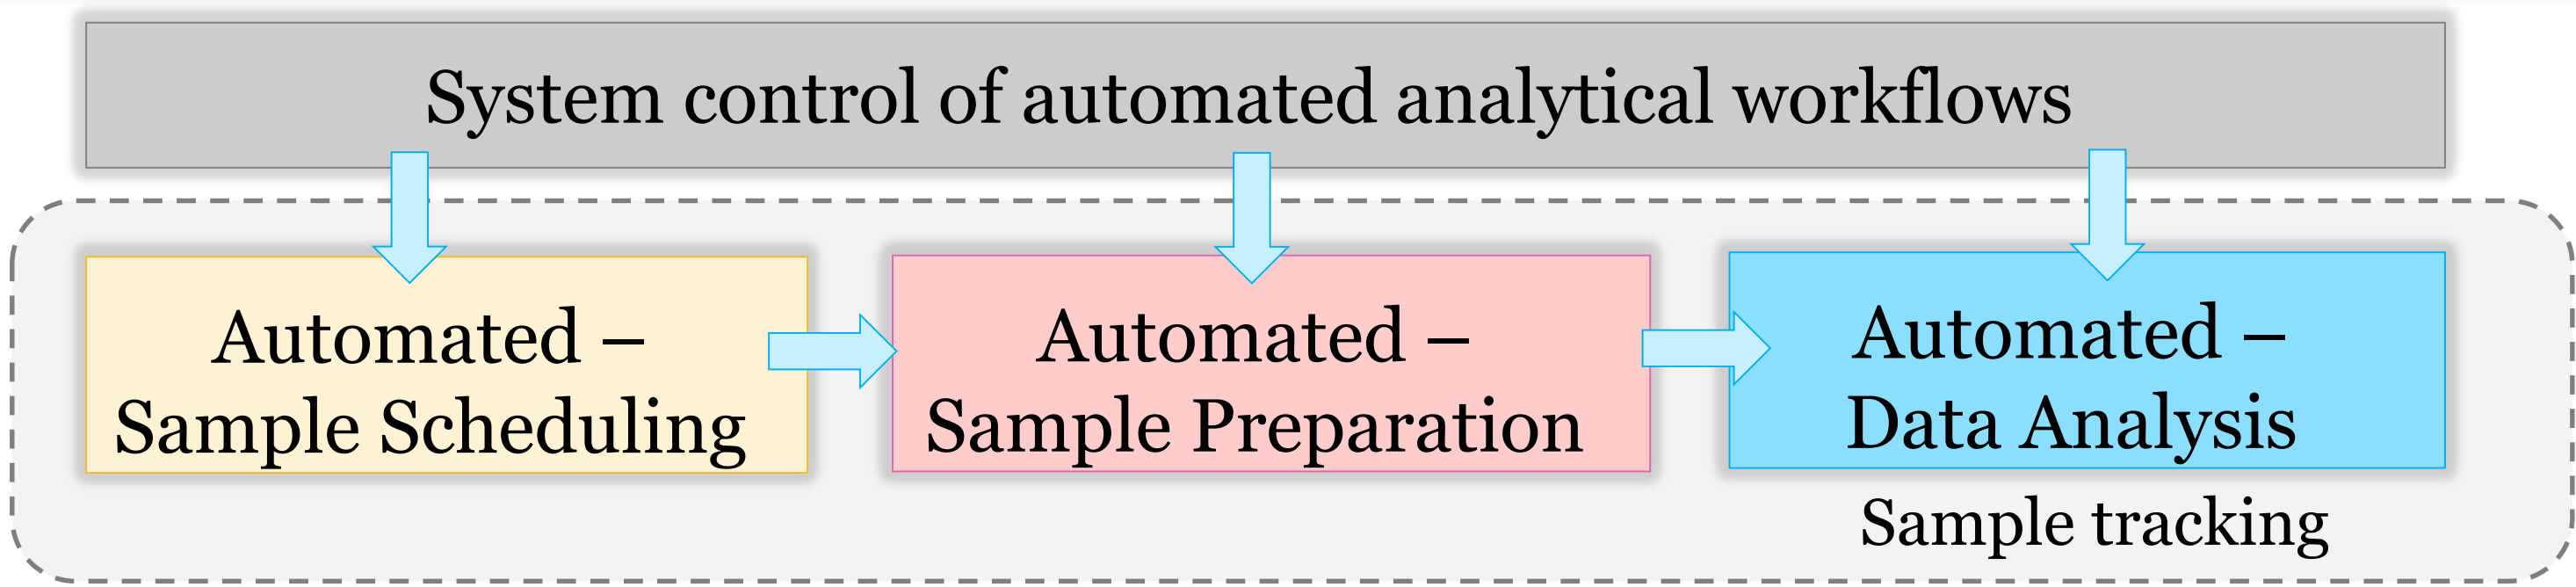 System control of automated analytical workflows
Automated –
Sample Scheduling
Automated –
Sample Preparation
Automated –
Data Analysis
Sample tracking